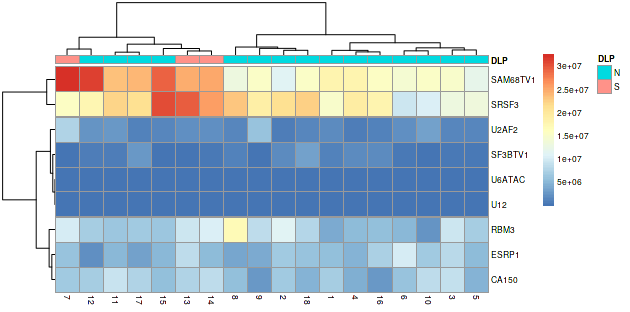 DLP
DLP
N
S
3e+07
2.5e+07
2e+07
1.5e+07
1e+07
5e+06
SAM68TV1
SRSF3
U2AF2
SF3BTV1
U6ATAC
U12
RBM3
ESRP1
CA150
7 12 11 17 15 13 14 8 9 2 18 1 4 16 6 10 3 5